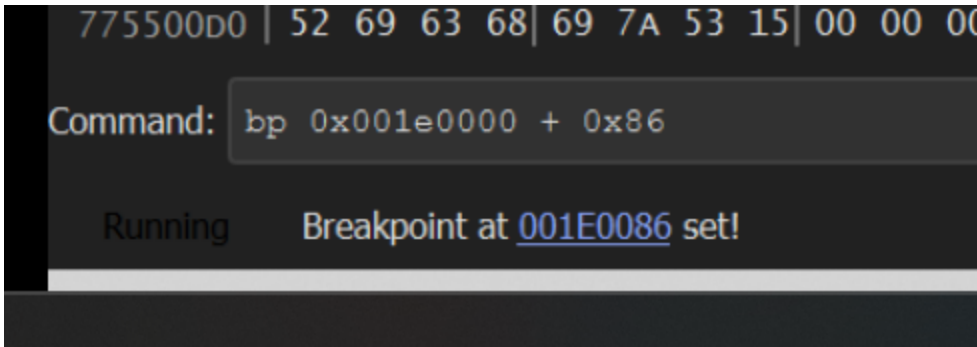 775500D0 | 52 69 63 68| 69 7A 53 15| 00 00 00
Command: bp 0x001e0000 + 0x86
Running Breakpoint at 001E0086 set!